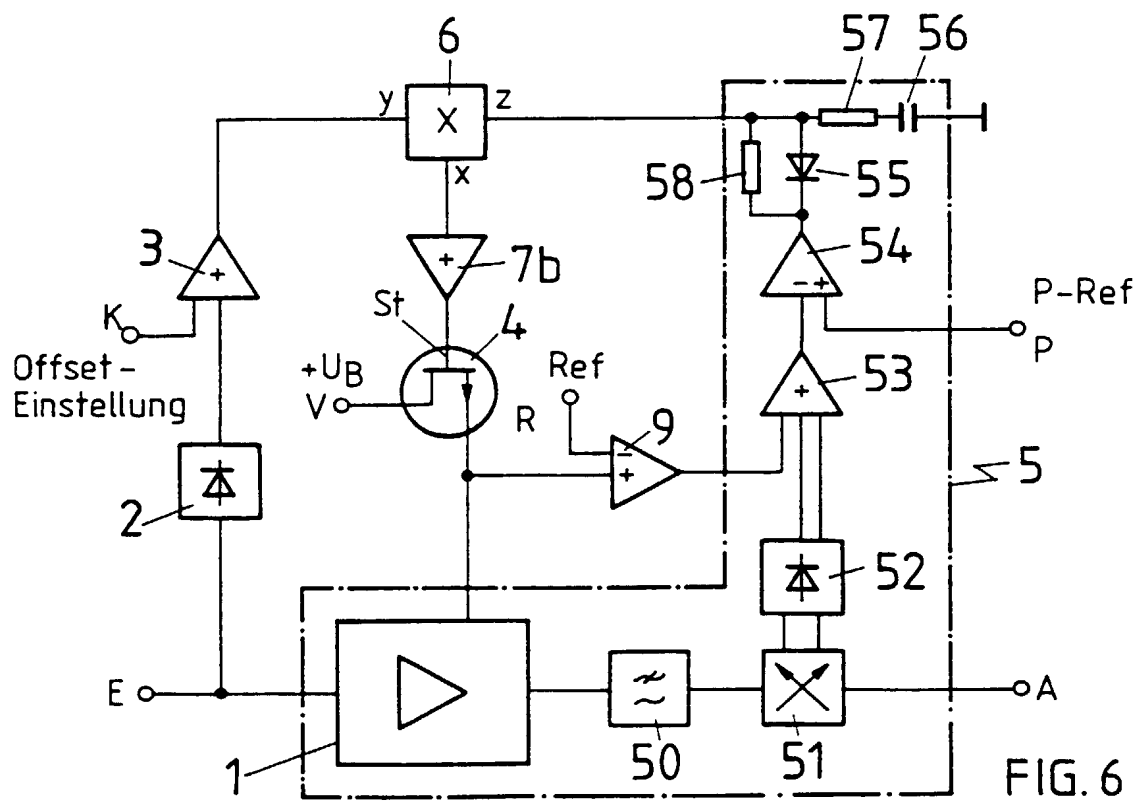 6
57 56
y
X
z
x
58
55
3
+
+
7b
54
- +
P-Ref
P
K
Offset-
Einstellung
St
4
+UB
V
R
Ref
9
-
+
53
+
5
2
52
E
A
1
50
51
FIG. 6